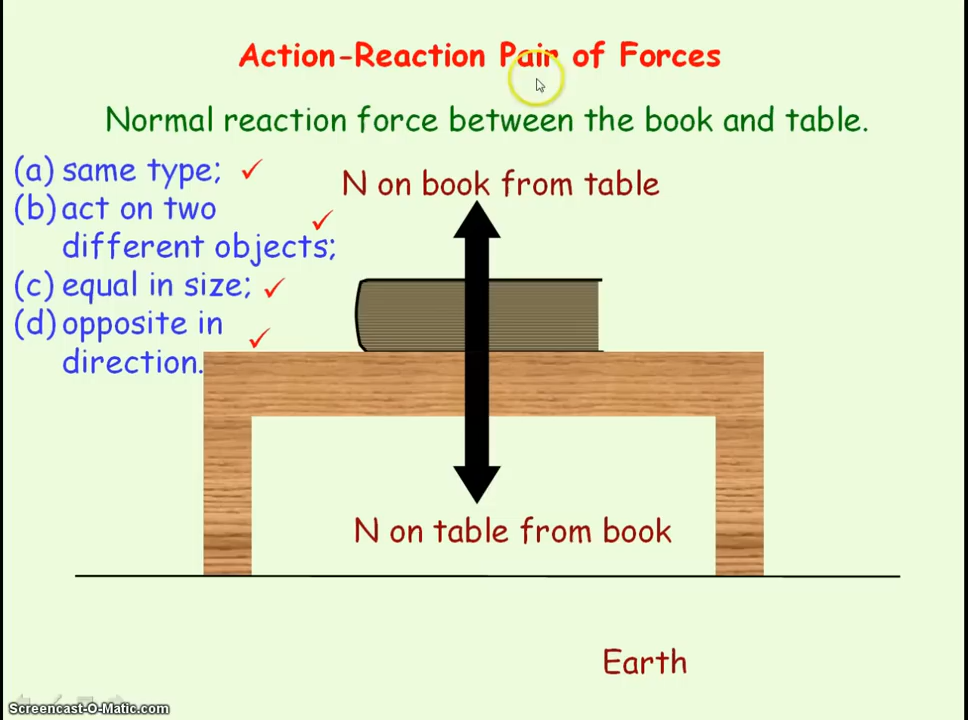 Action-Reaction Pair of Forces
Normal reaction force between the book and table.
(a) same type; ✓
(b) act on two
different objects; ✓
(c) equal in size; ✓
(d) opposite in
direction. ✓
N on book from table
N on table from book
Earth
Screencast-O-Matic.com